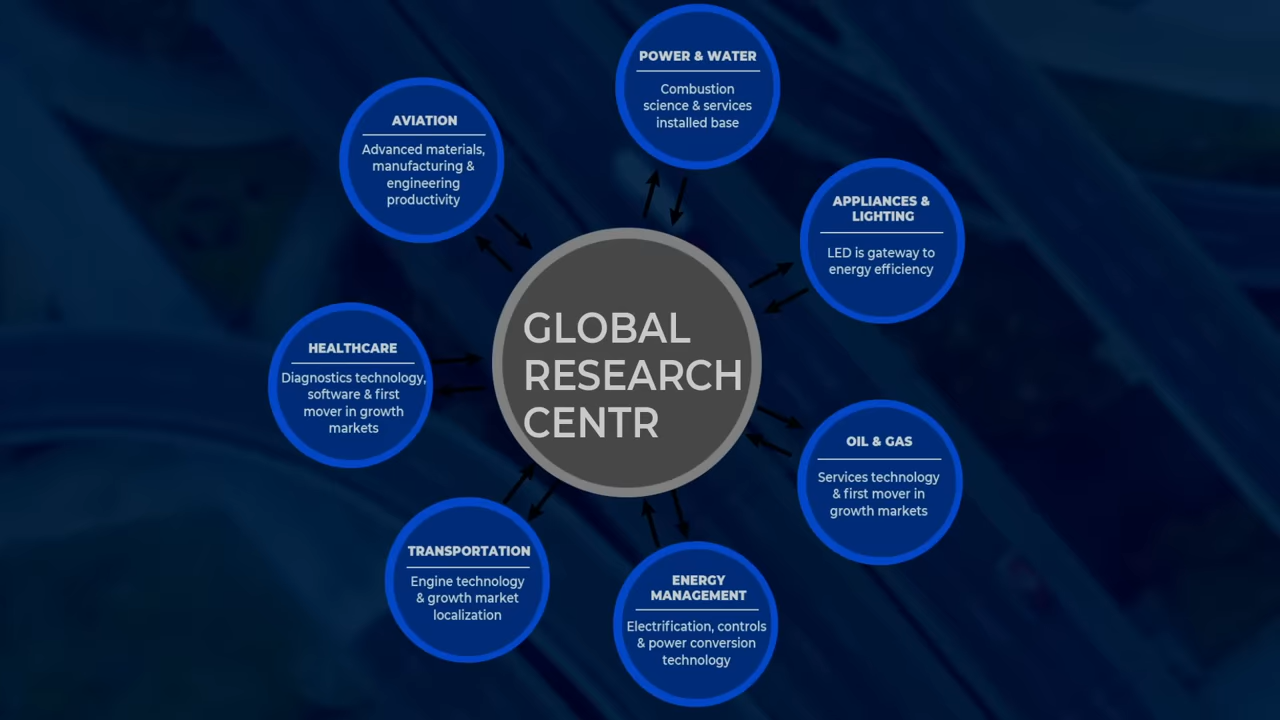 POWER & WATER
Combustion
science & services
installed base
AVIATION
Advanced materials,
manufacturing &
engineering
productivity
APPLIANCES &
LIGHTING
LED is gateway to
energy efficiency
GLOBAL
RESEARCH
CENTR
HEALTHCARE
Diagnostics technology,
software & first
mover in growth
markets
OIL & GAS
Services technology
& first mover in
growth markets
TRANSPORTATION
Engine technology
& growth market
localization
ENERGY
MANAGEMENT
Electrification, controls
& power conversion
technology